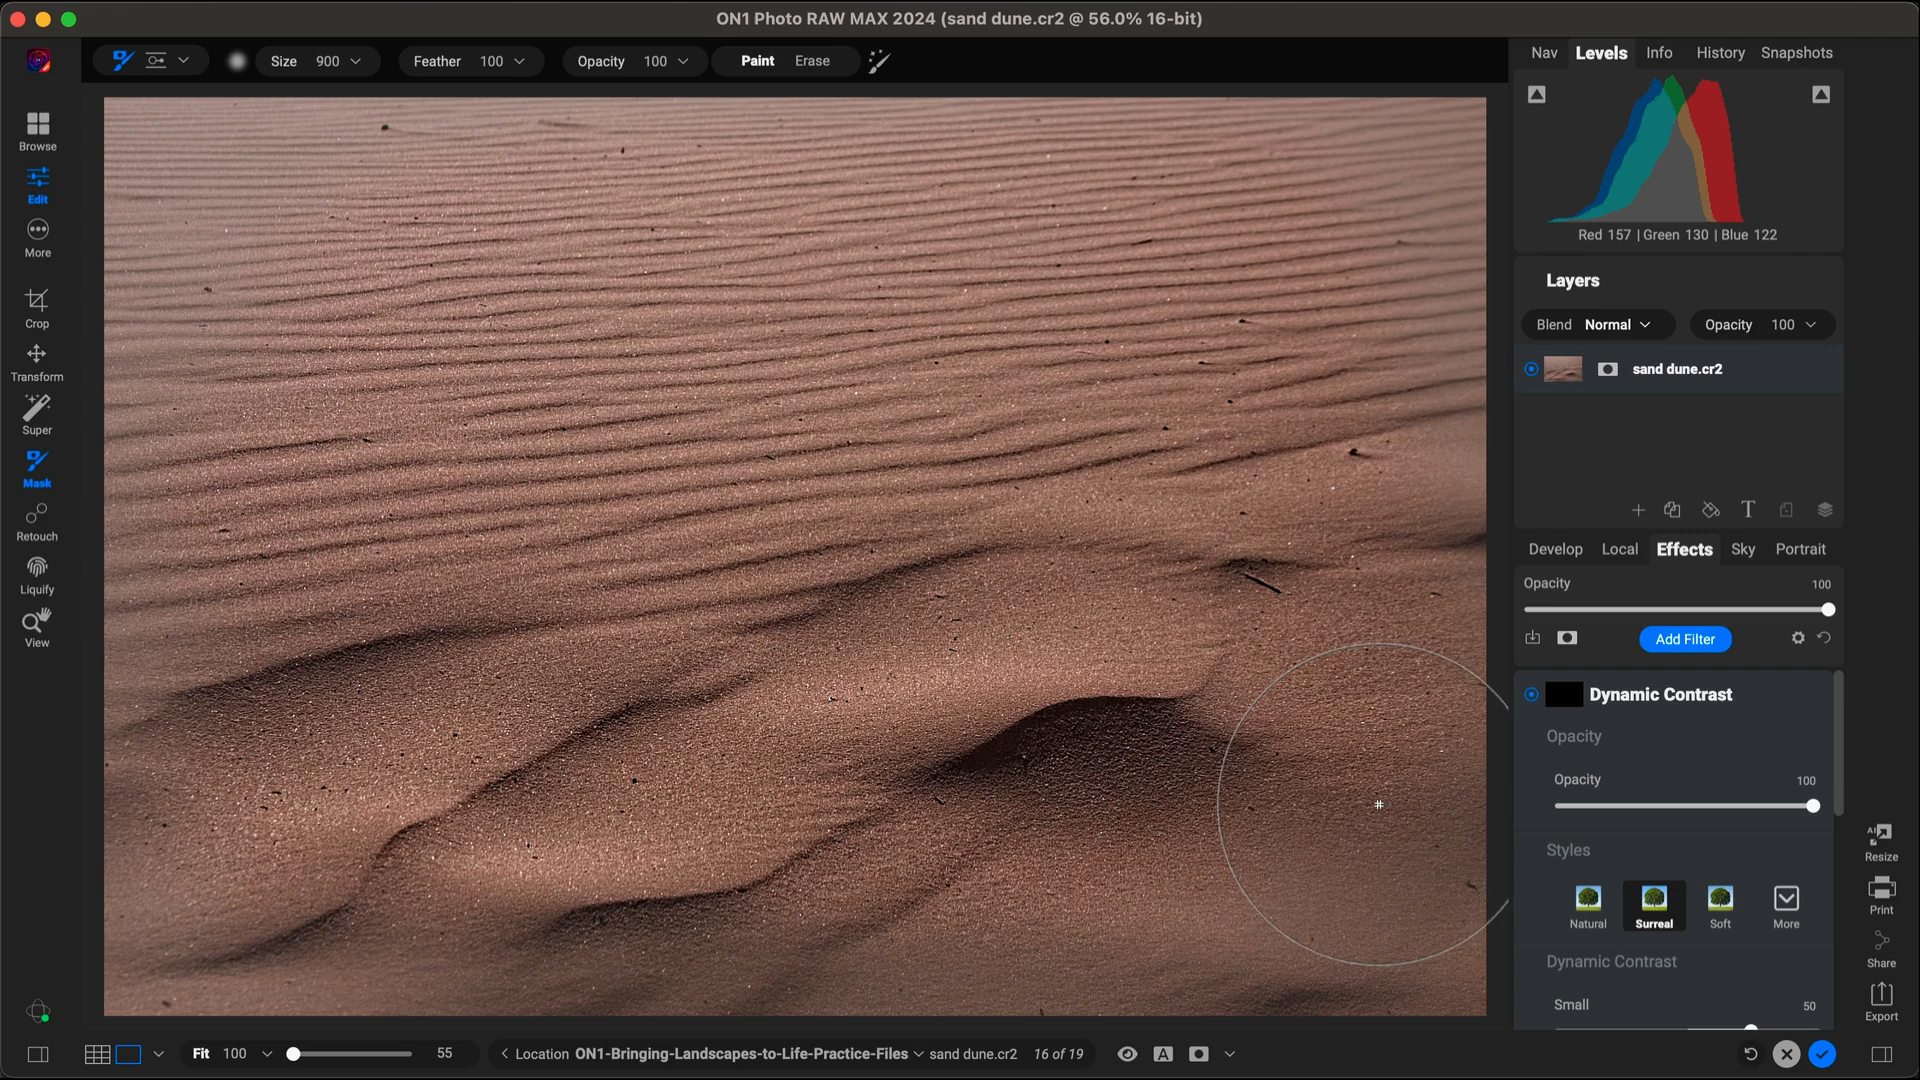 ON1 Photo RAW MAX 2024 (sand dune.cr2 @ 56.0% 16-bit)
Size 900 Feather 100 Opacity 100 Paint Erase
Nav Levels Info History Snapshots
Browse
Edit
More
Crop
Transform
Super
Mask
Retouch
Liquify
View
Red 157 | Green 130 | Blue 122
Layers
Blend Normal Opacity 100
sand dune.cr2
T
Develop Local Effects Sky Portrait
Opacity 100
Add Filter
Dynamic Contrast
Opacity
Opacity 100
Styles
Natural Surreal Soft More
Dynamic Contrast
Small 50
AI
Resize
Print
Share
Export
Fit 100 55 Location ON1-Bringing-Landscapes-to-Life-Practice-Files sand dune.cr2 16 of 19 A